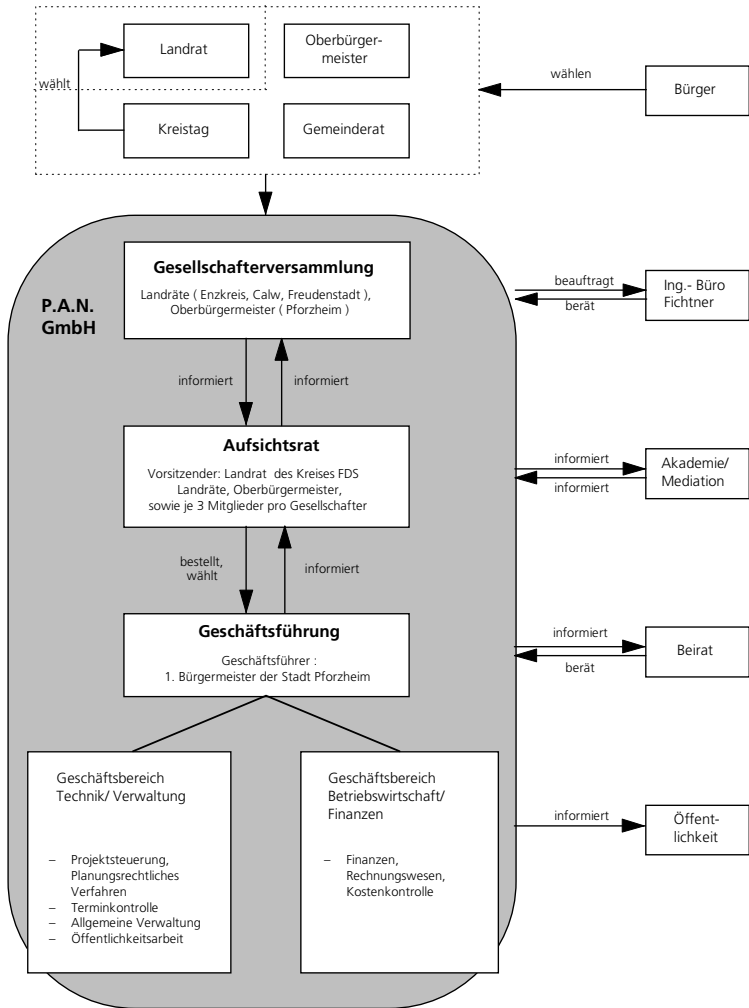 Landrat
Oberbürger-
meister
wählt
wählen
Bürger
Kreistag
Gemeinderat
P.A.N.
GmbH
Gesellschafterversammlung
Landräte ( Enzkreis, Calw, Freudenstadt ),
Oberbürgermeister ( Pforzheim )
beauftragt
berät
Ing.- Büro
Fichtner
informiert
informiert
Aufsichtsrat
Vorsitzender: Landrat des Kreises FDS
Landräte, Oberbürgermeister,
sowie je 3 Mitglieder pro Gesellschafter
informiert
informiert
Akademie/
Mediation
bestellt,
wählt
informiert
Geschäftsführung
Geschäftsführer :
1. Bürgermeister der Stadt Pforzheim
informiert
berät
Beirat
Geschäftsbereich
Technik/ Verwaltung
– Projektsteuerung,
Planungsrechtliches
Verfahren
– Terminkontrolle
– Allgemeine Verwaltung
– Öffentlichkeitsarbeit
Geschäftsbereich
Betriebswirtschaft/
Finanzen
– Finanzen,
Rechnungswesen,
Kostenkontrolle
informiert
Öffent-
lichkeit